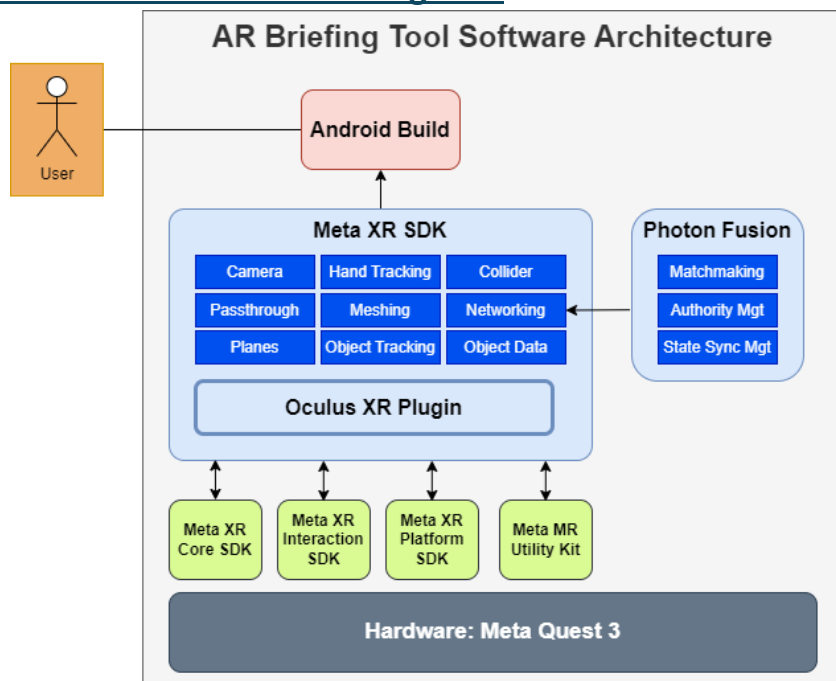 AR Briefing Tool Software Architecture
User
Android Build
Meta XR SDK
Camera
Hand Tracking
Collider
Passthrough
Meshing
Networking
Planes
Object Tracking
Object Data
Oculus XR Plugin
Photon Fusion
Matchmaking
Authority Mgt
State Sync Mgt
Meta XR
Core SDK
Meta XR
Interaction
SDK
Meta XR
Platform
SDK
Meta MR
Utility Kit
Hardware: Meta Quest 3